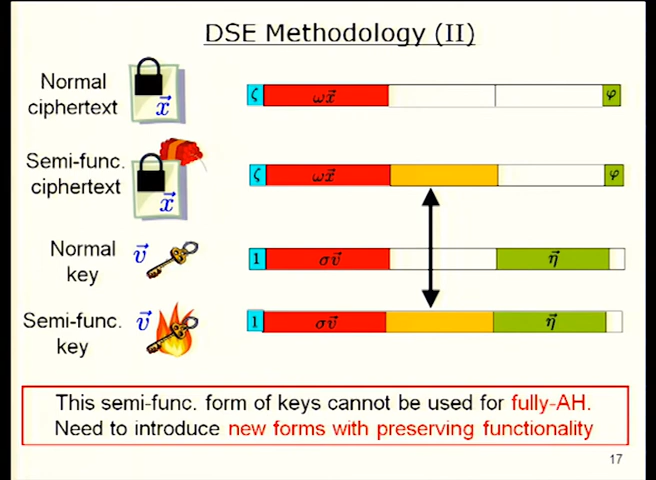 DSE Methodology (II)
Normal
ciphertext
x⃗
ζ
ωx⃗
φ
Semi-func.
ciphertext
x⃗
ζ
ωx⃗
φ
Normal
key
v⃗
1
σv⃗
η⃗
Semi-func.
key
v⃗
1
σv⃗
η⃗
This semi-func. form of keys cannot be used for fully-AH.
Need to introduce new forms with preserving functionality
17